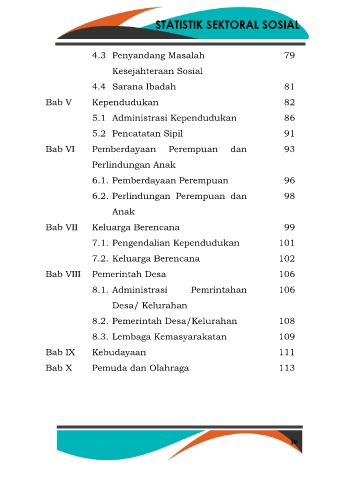 STATISTIK SEKTORAL SOSIAL
4.3 Penyandang Masalah 79
Kesejahteraan Sosial
4.4 Sarana Ibadah 81
Bab V Kependudukan 82
5.1 Administrasi Kependudukan 86
5.2 Pencatatan Sipil 91
Bab VI Pemberdayaan Perempuan dan 93
Perlindungan Anak
6.1. Pemberdayaan Perempuan 96
6.2. Perlindungan Perempuan dan 98
Anak
Bab VII Keluarga Berencana 99
7.1. Pengendalian Kependudukan 101
7.2. Keluarga Berencana 102
Bab VIII Pemerintah Desa 106
8.1. Administrasi Pemrintahan 106
Desa/ Kelurahan
8.2. Pemerintah Desa/Kelurahan 108
8.3. Lembaga Kemasyarakatan 109
Bab IX Kebudayaan 111
Bab X Pemuda dan Olahraga 113